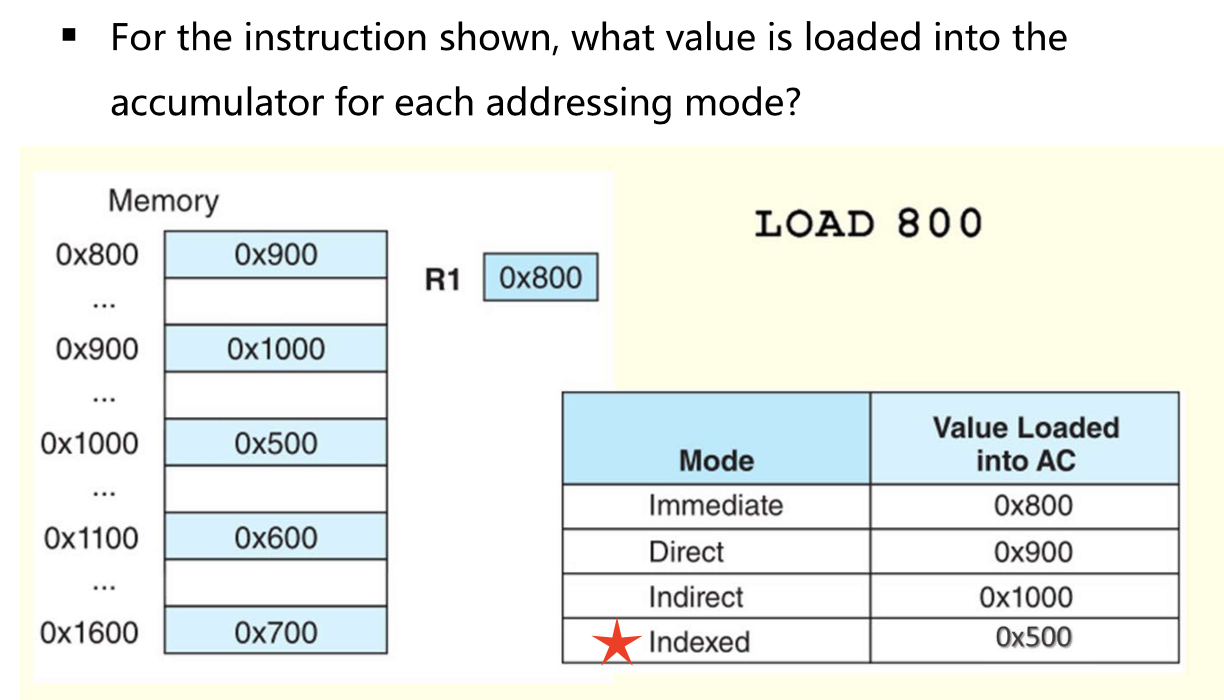 ▪ For the instruction shown, what value is loaded into the
accumulator for each addressing mode?
Memory
LOAD 800
0x800 0x900
R1 0x800
...
0x900 0x1000
...
0x1000 0x500
...
0x1100 0x600
...
0x1600 0x700
Mode Value Loaded into AC
Immediate 0x800
Direct 0x900
Indirect 0x1000
Indexed 0x500